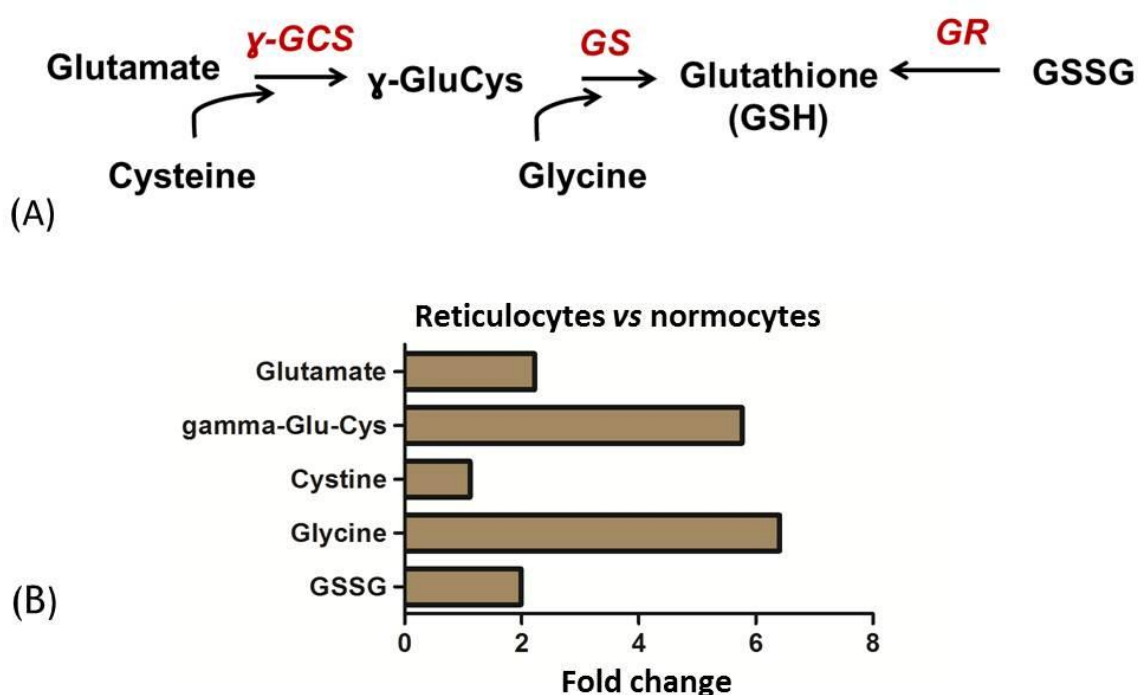 Glutamate ɣ-GCS ɣ-GluCys GS Glutathione GR GSSG
(GSH)
Cysteine Glycine
(A)
Reticulocytes vs normocytes
Glutamate
gamma-Glu-Cys
Cystine
Glycine
GSSG
(B)
0 2 4 6 8
Fold change